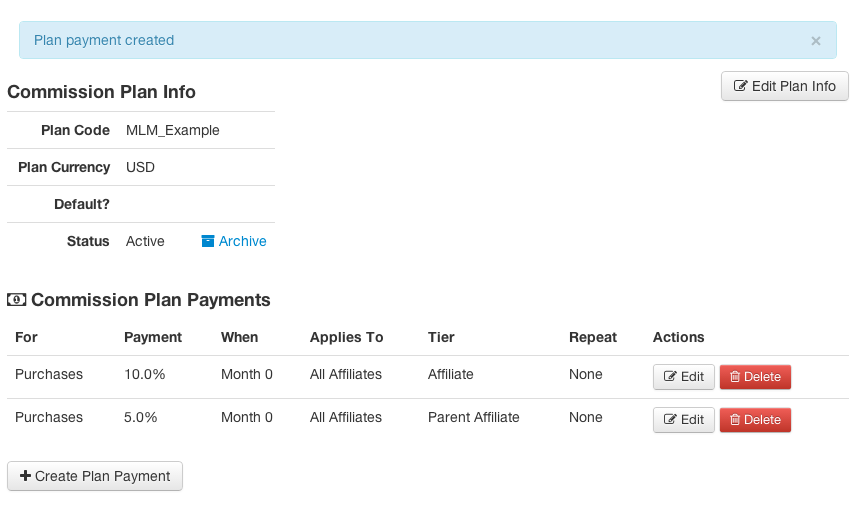 Plan payment created ×
Commission Plan Info
Edit Plan Info
Plan Code MLM_Example
Plan Currency USD
Default?
Status Active Archive
Commission Plan Payments
For Payment When Applies To Tier Repeat Actions
Purchases 10.0% Month 0 All Affiliates Affiliate None Edit Delete
Purchases 5.0% Month 0 All Affiliates Parent Affiliate None Edit Delete
Create Plan Payment